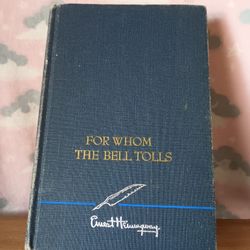 FOR WHOM
THE BELL TOLLS
Ernest Hemingway